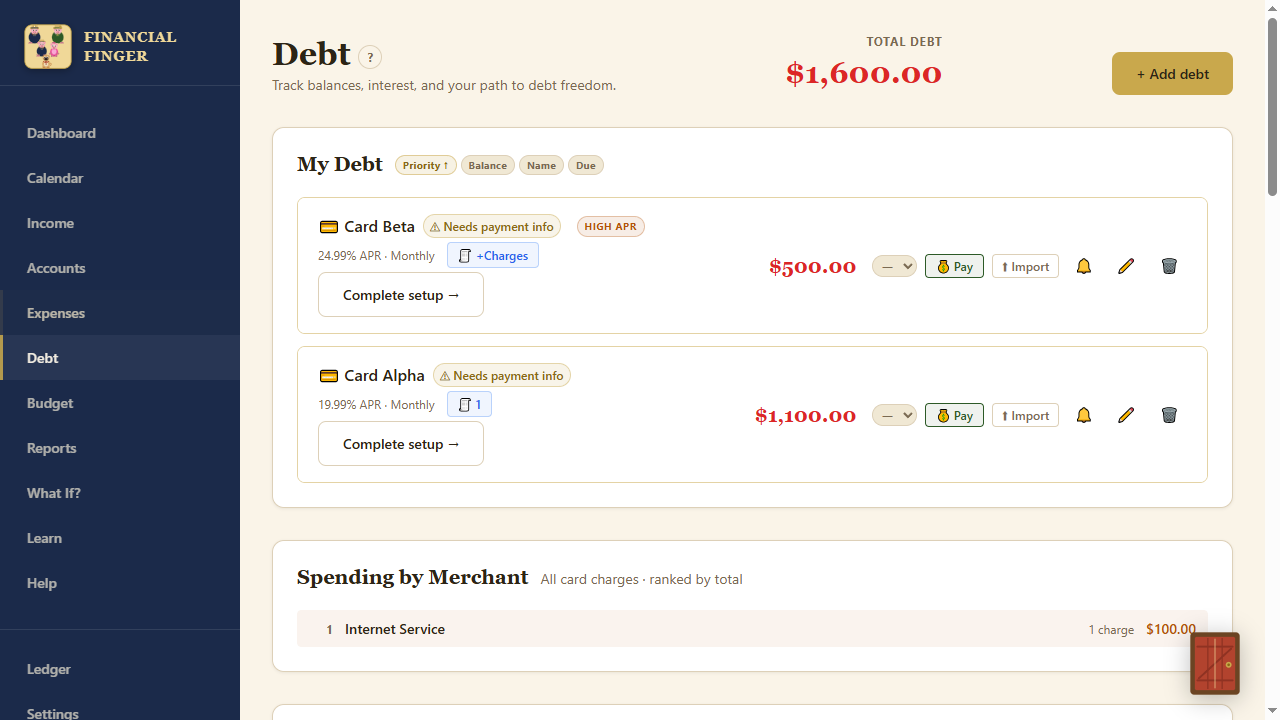 FINANCIAL
FINGER
Dashboard
Calendar
Income
Accounts
Expenses
Debt
Budget
Reports
What If?
Learn
Help
Ledger
Settings
Debt ?
Track balances, interest, and your path to debt freedom.
TOTAL DEBT
$1,600.00
+ Add debt
My Debt Priority ↑ Balance Name Due
Card Beta ⚠ Needs payment info HIGH APR
24.99% APR · Monthly +Charges
Complete setup →
$500.00 — Pay ⬆ Import
Card Alpha ⚠ Needs payment info
19.99% APR · Monthly 1
Complete setup →
$1,100.00 — Pay ⬆ Import
Spending by Merchant All card charges · ranked by total
1 Internet Service 1 charge $100.00